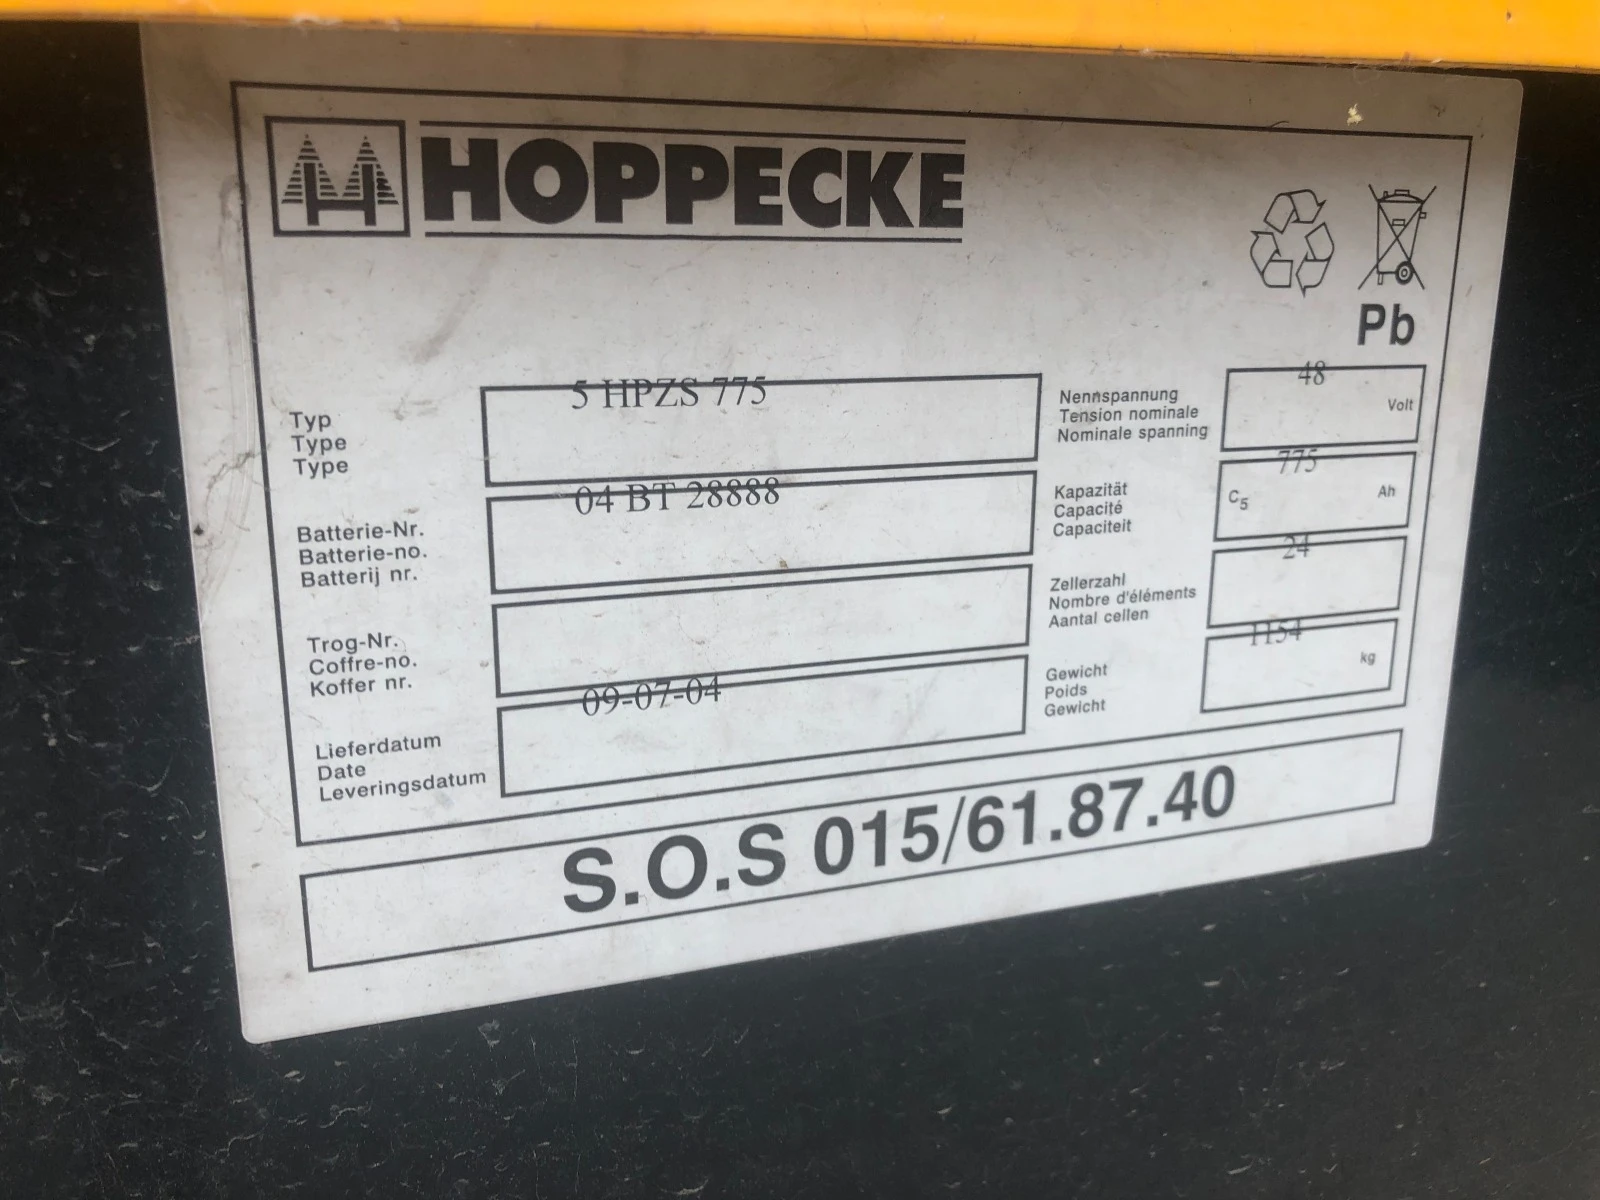 HOPPECKE
Pb
Typ
Type
Type
5 HPZS 775
Batterie-Nr.
Batterie-no.
Batterij nr.
04 BT 28888
Trog-Nr.
Coffre-no.
Koffer nr.
Lieferdatum
Date
Leveringsdatum
09-07-04
Nennspannung
Tension nominale
Nominale spanning
48
Volt
Kapazität
Capacité
Capaciteit
775
C5 Ah
Zellerzahl
Nombre d'éléments
Aantal cellen
24
Gewicht
Poids
Gewicht
1154
kg
S.O.S 015/61.87.40